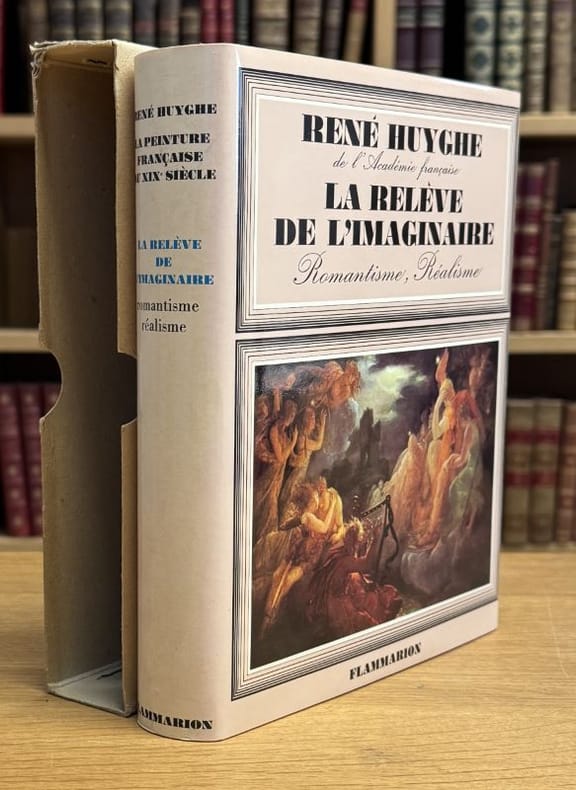 RENÉ HUYGHE
LA PEINTURE
FRANÇAISE
DU XIXᵉ SIÈCLE
LA RELÈVE
DE
L'IMAGINAIRE
romantisme
réalisme
FLAMMARION
RENÉ HUYGHE
de l'Académie française
LA RELÈVE
DE L'IMAGINAIRE
Romantisme, Réalisme
FLAMMARION